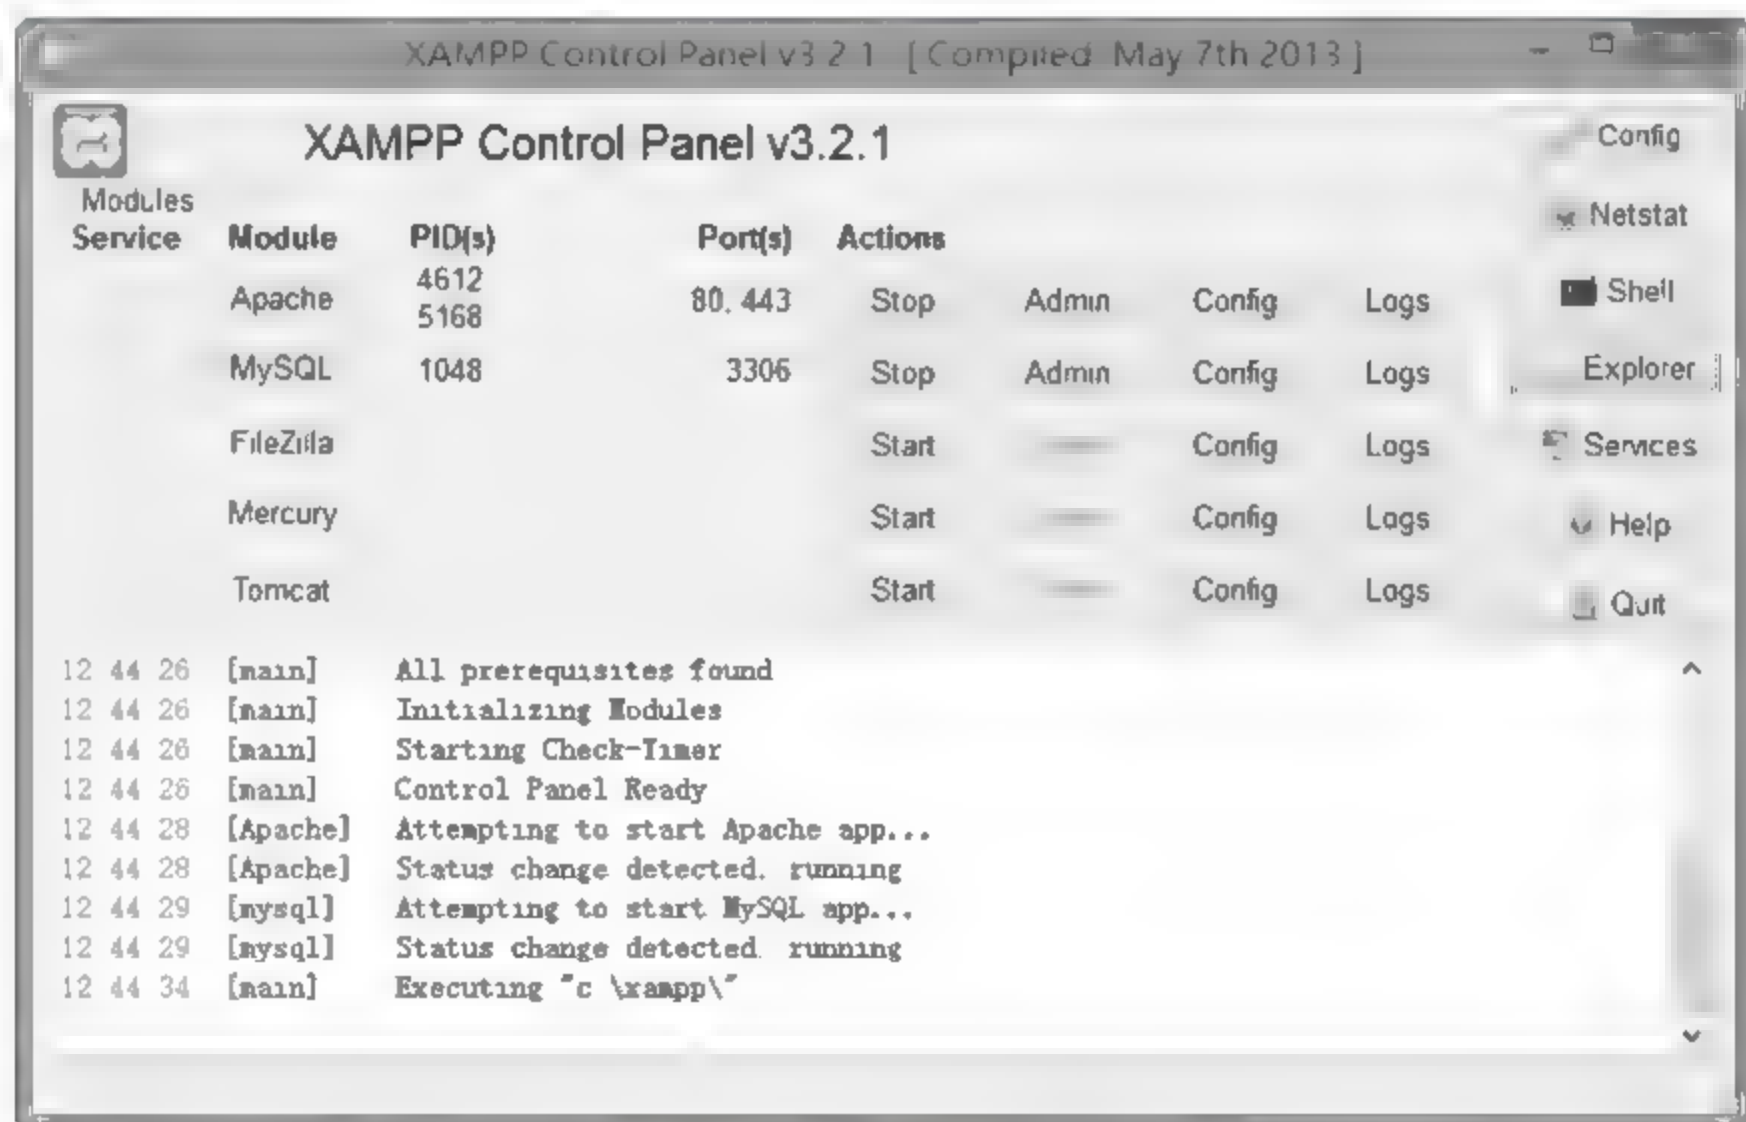 XAMPP Control Panel v3.2.1 [ Compiled: May 7th 2013 ]
XAMPP Control Panel v3.2.1
Config
Modules
Netstat
Service Module PID(s) Port(s) Actions
Apache 4612 5168 80, 443 Stop Admin Config Logs
Shell
MySQL 1048 3306 Stop Admin Config Logs
Explorer
FileZilla Start Config Logs
Services
Mercury Start Config Logs
Help
Tomcat Start Config Logs
Quit
12 44 26 [main] All prerequisites found
12 44 26 [main] Initializing Modules
12 44 26 [main] Starting Check-Timer
12 44 26 [main] Control Panel Ready
12 44 28 [Apache] Attempting to start Apache app...
12 44 28 [Apache] Status change detected: running
12 44 29 [mysql] Attempting to start MySQL app...
12 44 29 [mysql] Status change detected: running
12 44 34 [main] Executing "c:\xampp\"